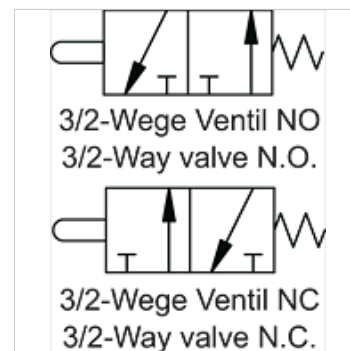 3/2-Wege Ventil NO
3/2-Way valve N.O.
3/2-Wege Ventil NC
3/2-Way valve N.C.